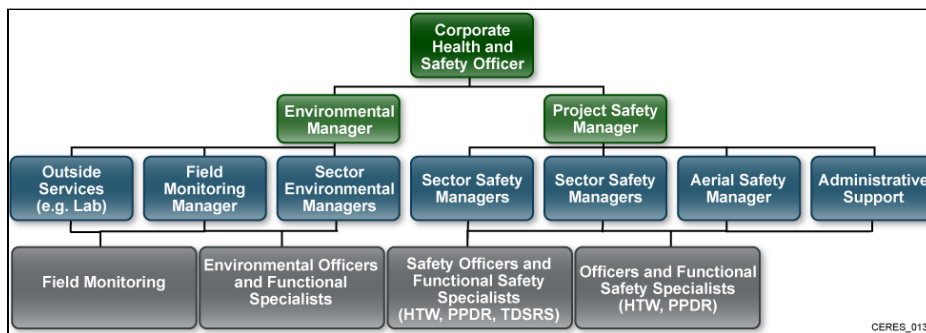 Corporate
Health and
Safety Officer
Environmental
Manager
Project Safety
Manager
Outside
Services
(e.g. Lab)
Field
Monitoring
Manager
Sector
Environmental
Managers
Sector Safety
Managers
Sector Safety
Managers
Aerial Safety
Manager
Administrative
Support
Field Monitoring
Environmental Officers
and Functional
Specialists
Safety Officers and
Functional Safety
Specialists
(HTW, PPDR, TDSRS)
Officers and Functional
Safety Specialists
(HTW, PPDR)
CERES_013